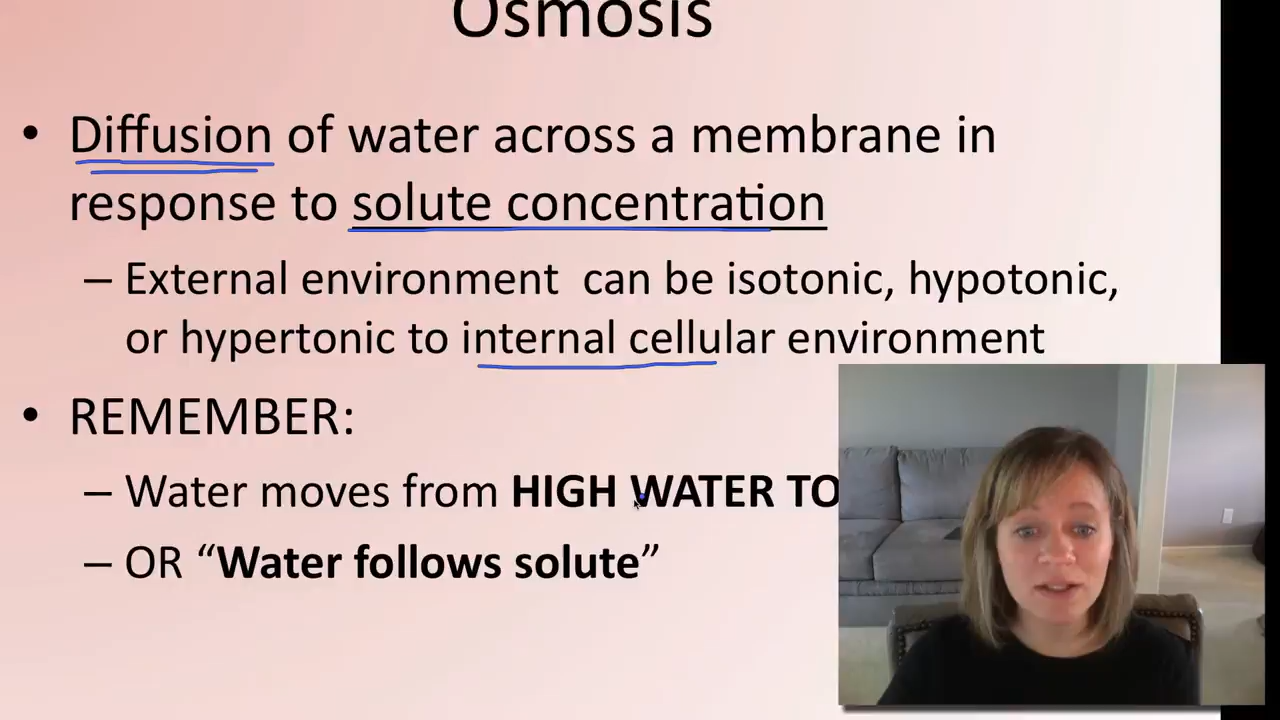 Osmosis
• Diffusion of water across a membrane in
response to solute concentration
– External environment can be isotonic, hypotonic,
or hypertonic to internal cellular environment
• REMEMBER:
– Water moves from HIGH WATER TO
– OR “Water follows solute”